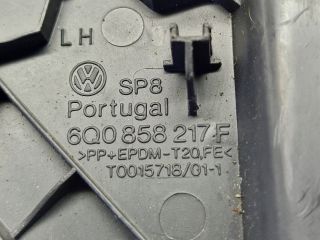 LH
SP8
Portugal
6Q0 858 217 F
>PP+EPDM-T20,FE<
T0015718/01-1